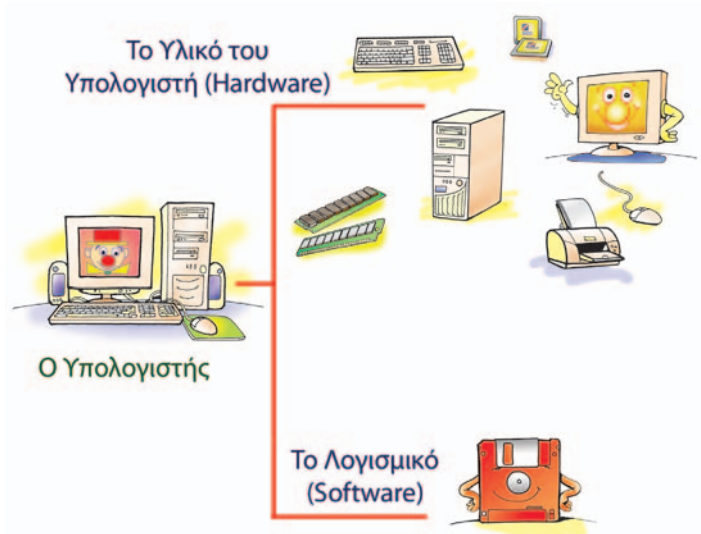 Το Υλικό του
Υπολογιστή (Hardware)
Ο Υπολογιστής
Το Λογισμικό
(Software)